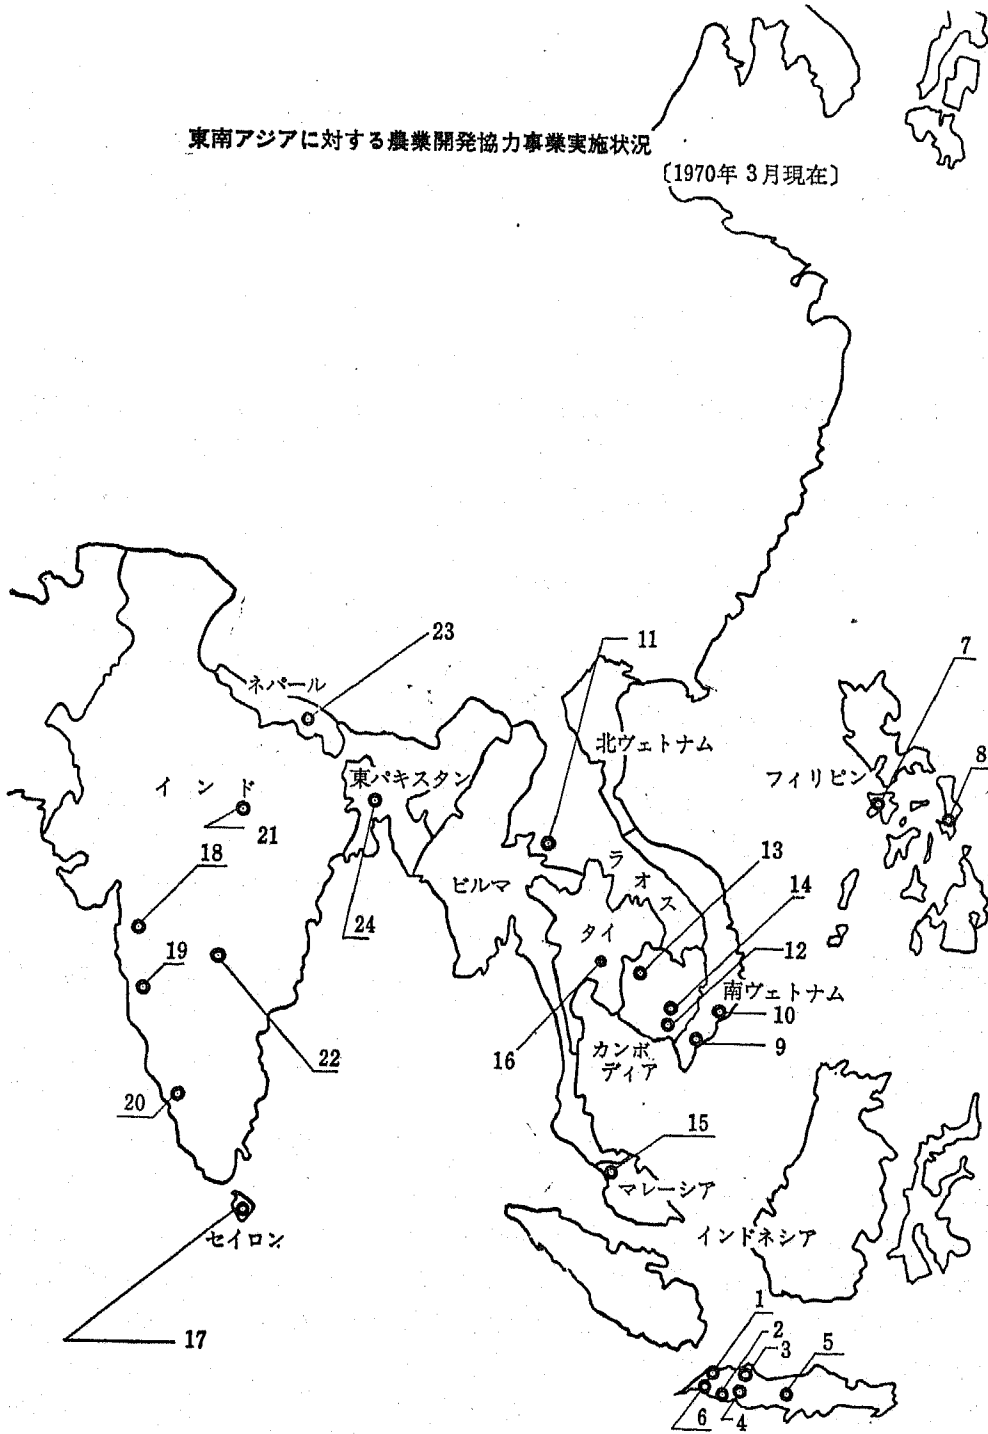 東南アジアに対する農業開発協力事業実施状況
〔1970年3月現在〕
23
11
7
ネパール
北ヴェトナム
フィリピン
8
東パキスタン
インド
21
18
ラオス
13
14
ビルマ
24
タイ
12
19
南ヴェトナム
10
22
16
カンボ
ディア
9
20
15
マレーシア
セイロン
インドネシア
17
1
2
3
5
6
4